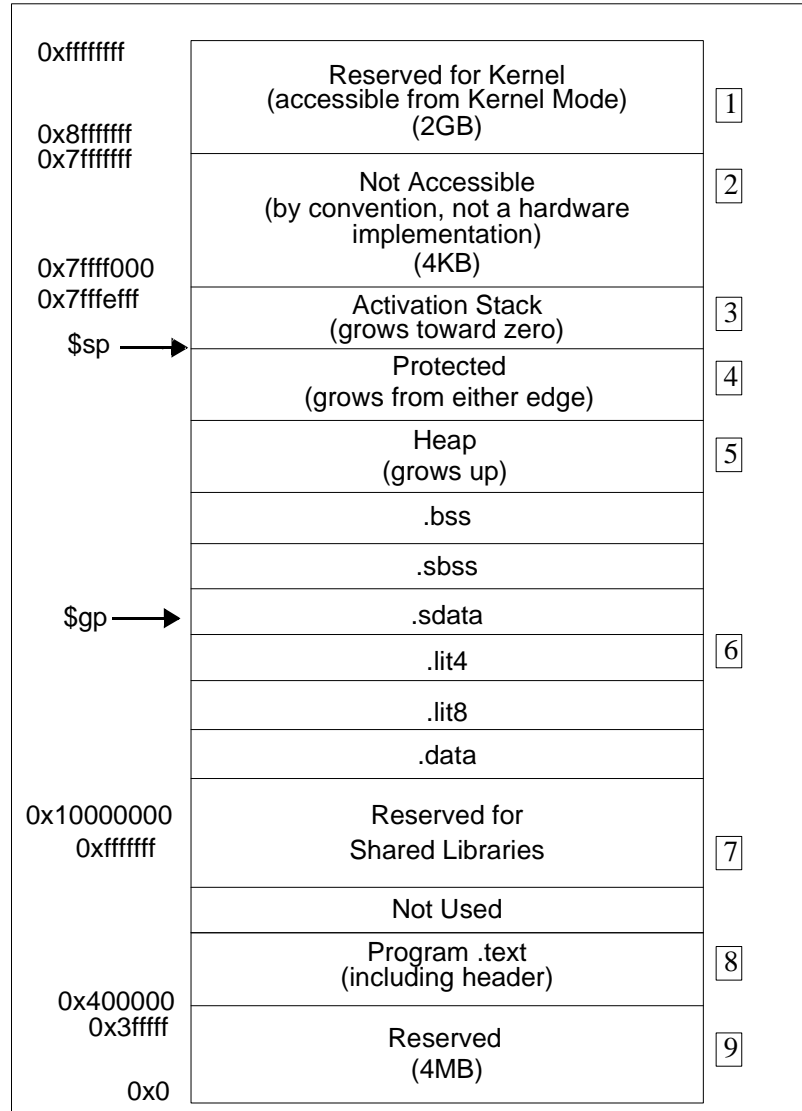 0xffffffff
Reserved for Kernel
(accessible from Kernel Mode)
(2GB)
1
0x8fffffff
0x7fffffff
Not Accessible
(by convention, not a hardware
implementation)
(4KB)
2
0x7ffff000
0x7fffefff
Activation Stack
(grows toward zero)
3
$sp
Protected
(grows from either edge)
4
Heap
(grows up)
5
.bss
.sbss
$gp
.sdata
.lit4
6
.lit8
.data
0x10000000
0xfffffff
Reserved for
Shared Libraries
7
Not Used
Program .text
(including header)
8
0x400000
0x3fffff
Reserved
(4MB)
9
0x0